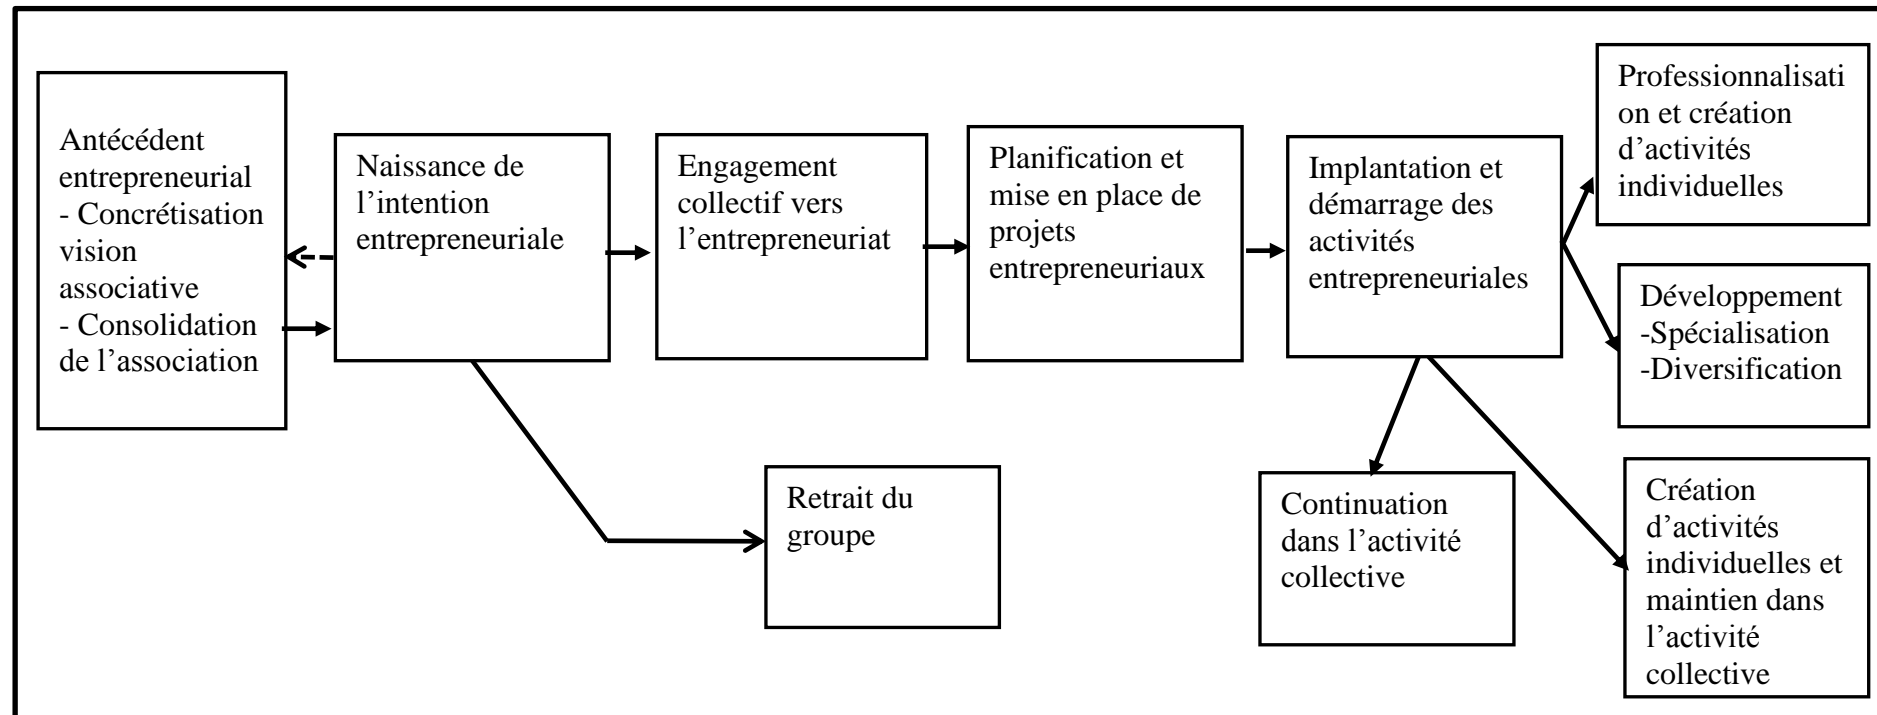 Antécédent
entrepreneurial
- Concrétisation
vision
associative
- Consolidation
de l’association
Naissance de
l’intention
entrepreneuriale
Engagement
collectif vers
l’entrepreneuriat
Planification et
mise en place de
projets
entrepreneuriaux
Implantation et
démarrage des
activités
entrepreneuriales
Professionnalisati
on et création
d’activités
individuelles
Développement
-Spécialisation
-Diversification
Retrait du
groupe
Continuation
dans l’activité
collective
Création
d’activités
individuelles et
maintien dans
l’activité
collective